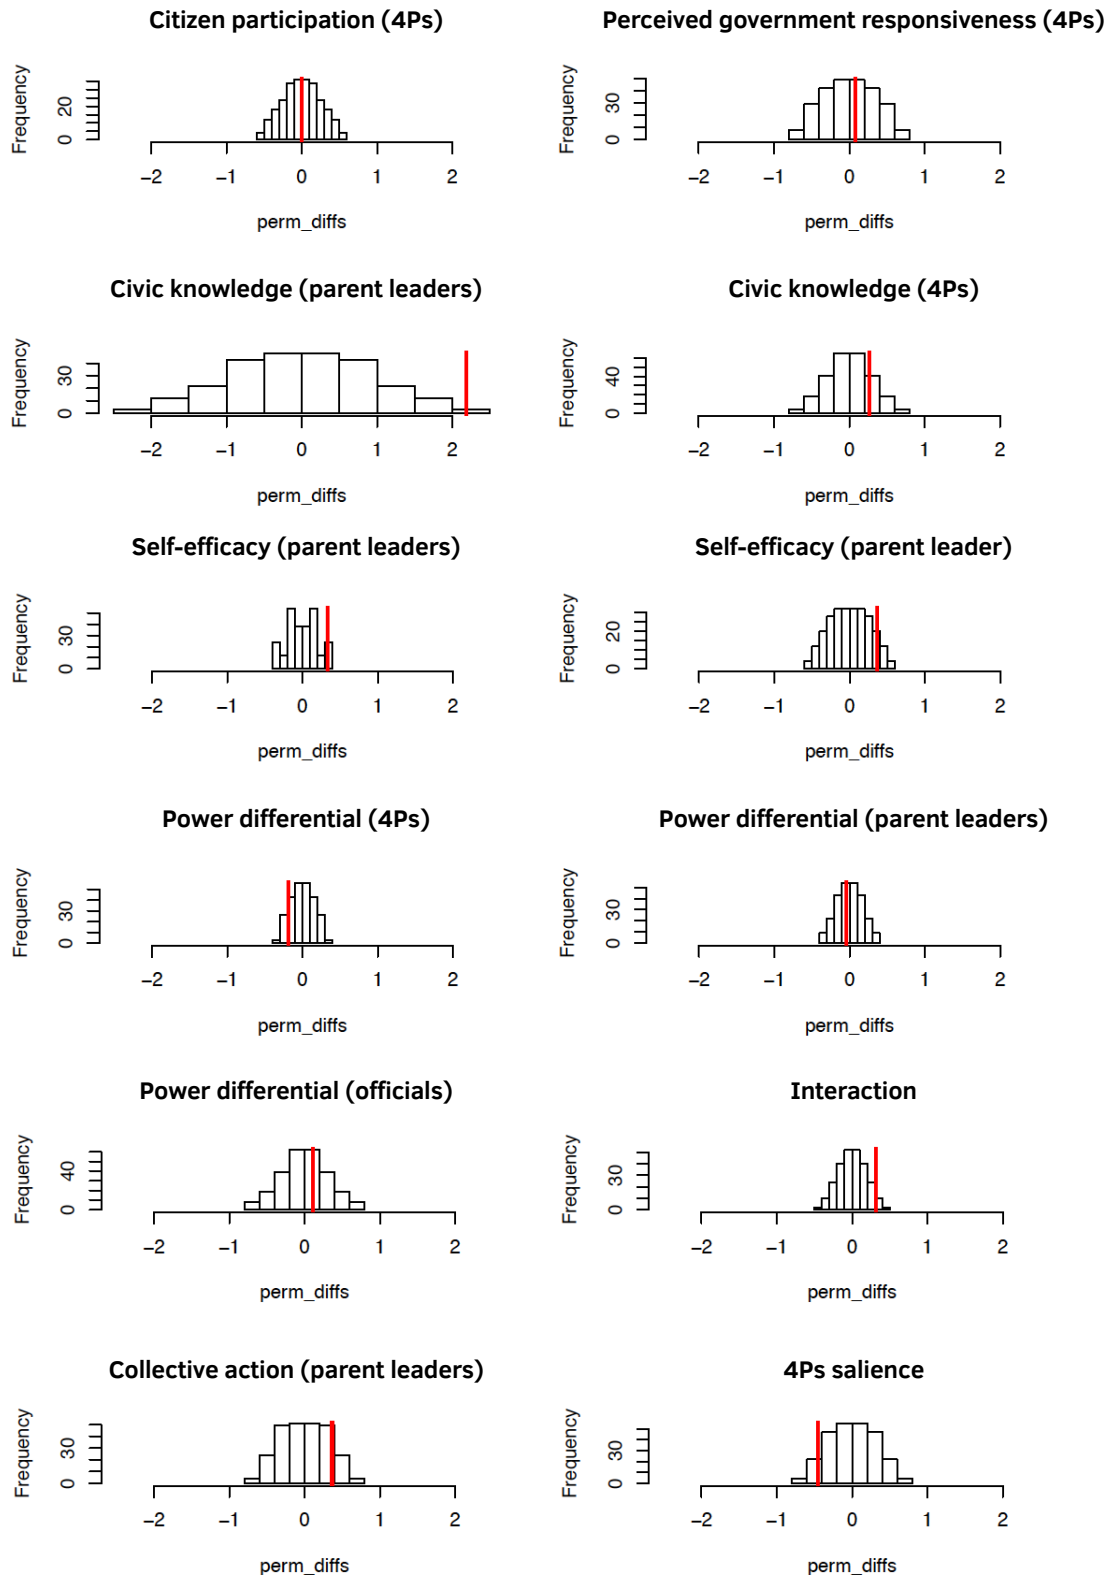 Citizen participation (4Ps)
Perceived government responsiveness (4Ps)
Frequency
0 20
−2 −1 0 1 2
perm_diffs
Frequency
0 30
−2 −1 0 1 2
perm_diffs
Civic knowledge (parent leaders)
Civic knowledge (4Ps)
Frequency
0 30
−2 −1 0 1 2
perm_diffs
Frequency
0 40
−2 −1 0 1 2
perm_diffs
Self-efficacy (parent leaders)
Self-efficacy (parent leader)
Frequency
0 30
−2 −1 0 1 2
perm_diffs
Frequency
0 20
−2 −1 0 1 2
perm_diffs
Power differential (4Ps)
Power differential (parent leaders)
Frequency
0 30
−2 −1 0 1 2
perm_diffs
Frequency
0 30
−2 −1 0 1 2
perm_diffs
Power differential (officials)
Interaction
Frequency
0 40
−2 −1 0 1 2
perm_diffs
Frequency
0 30
−2 −1 0 1 2
perm_diffs
Collective action (parent leaders)
4Ps salience
Frequency
0 30
−2 −1 0 1 2
perm_diffs
Frequency
0 30
−2 −1 0 1 2
perm_diffs